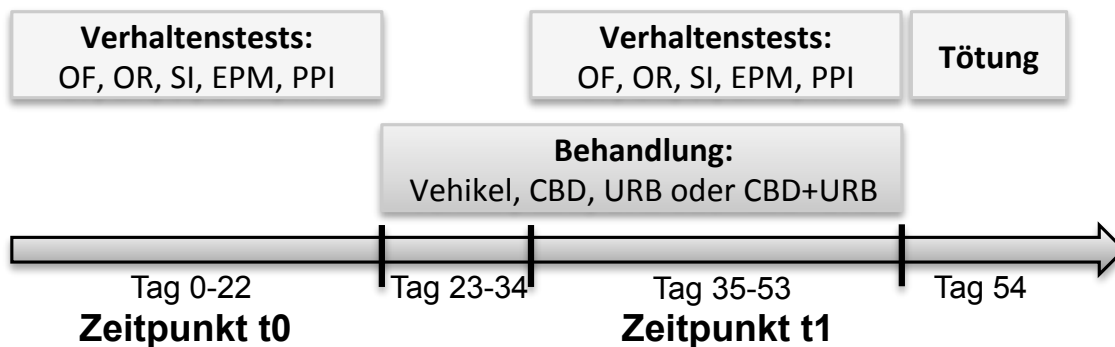 Verhaltenstests:
OF, OR, SI, EPM, PPI
Verhaltenstests:
OF, OR, SI, EPM, PPI
Tötung
Behandlung:
Vehikel, CBD, URB oder CBD+URB
Tag 0-22
Tag 23-34
Tag 35-53
Tag 54
Zeitpunkt t0
Zeitpunkt t1